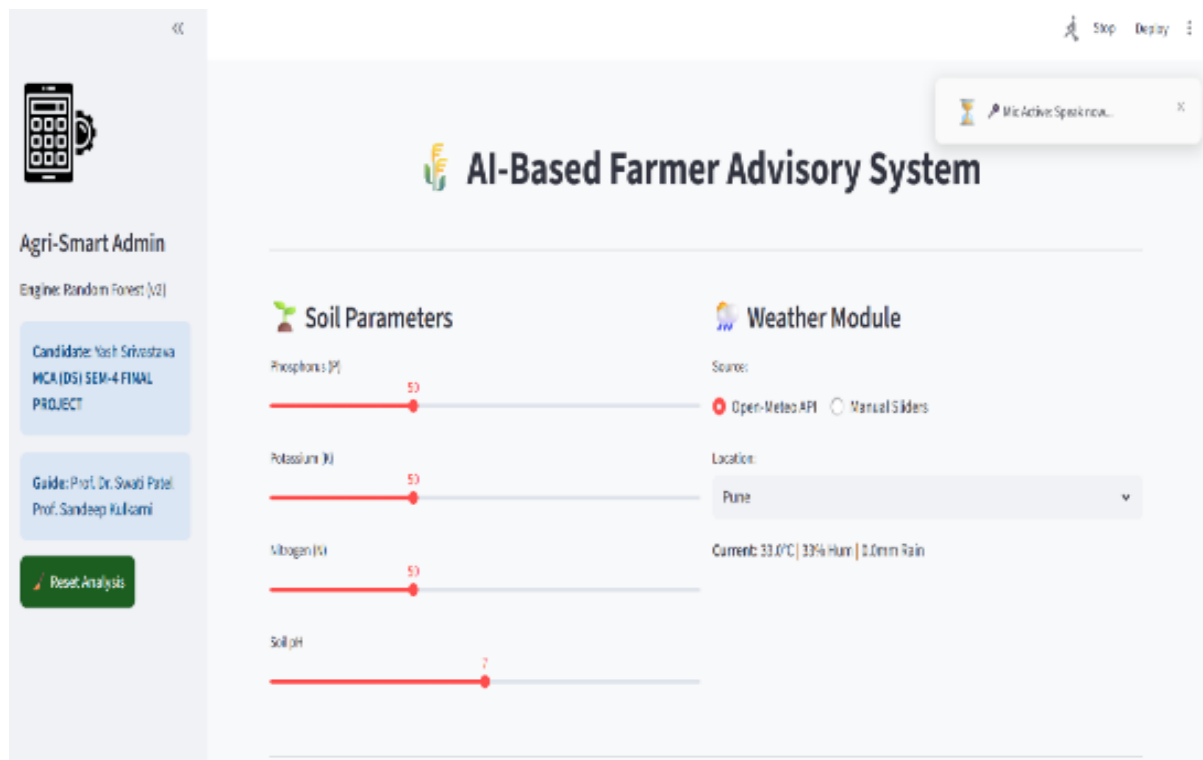 Stop Deploy
Mic Active: Speak now...
AI-Based Farmer Advisory System
Agri-Smart Admin
Engine: Random Forest (v2)
Candidate: Yash Srivastava
MCA (DS) SEM-4 FINAL
PROJECT
Guide: Prof. Dr. Swati Patel
Prof. Sandeep Kulkarni
Reset Analysis
Soil Parameters
Phosphorus (P)
50
Potassium (K)
50
Nitrogen (N)
50
Soil pH
7
Weather Module
Source:
Open-Meteo API Manual Sliders
Location:
Pune
Current: 33.0°C | 33% Hum | 0.0mm Rain